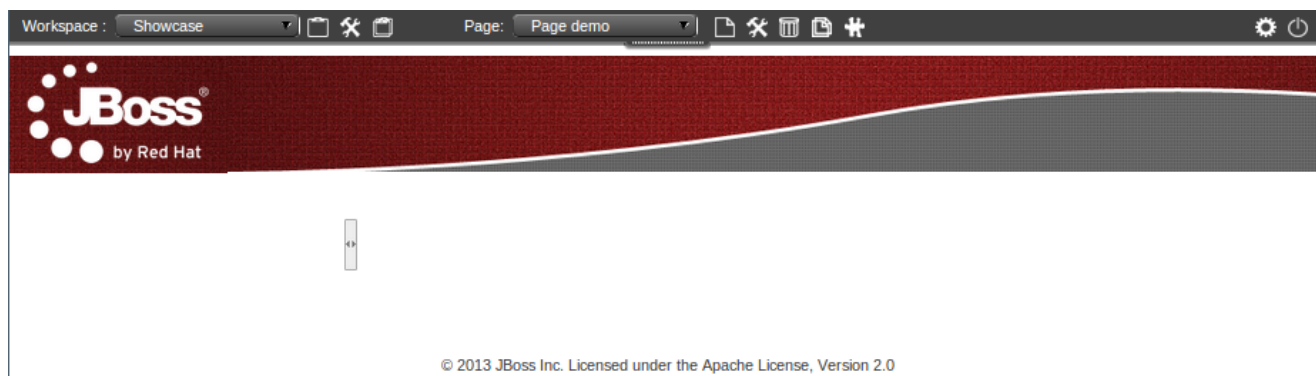 Workspace : Showcase Page: Page demo
JBoss®
by Red Hat
© 2013 JBoss Inc. Licensed under the Apache License, Version 2.0